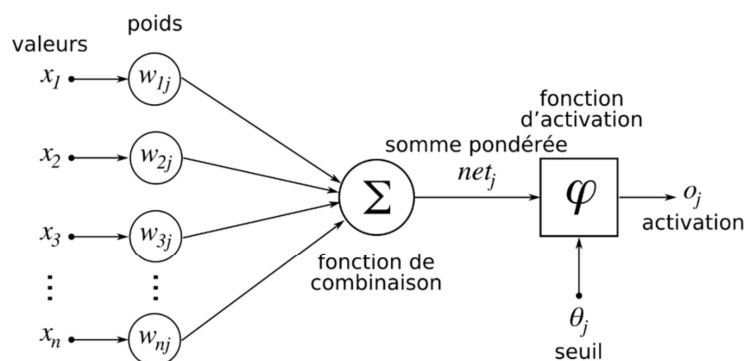 poids
valeurs
x1
w1j
x2
w2j
x3
w3j
xn
wnj
Σ
fonction de
combinaison
somme pondérée
netj
fonction
d'activation
φ
oj
activation
θj
seuil